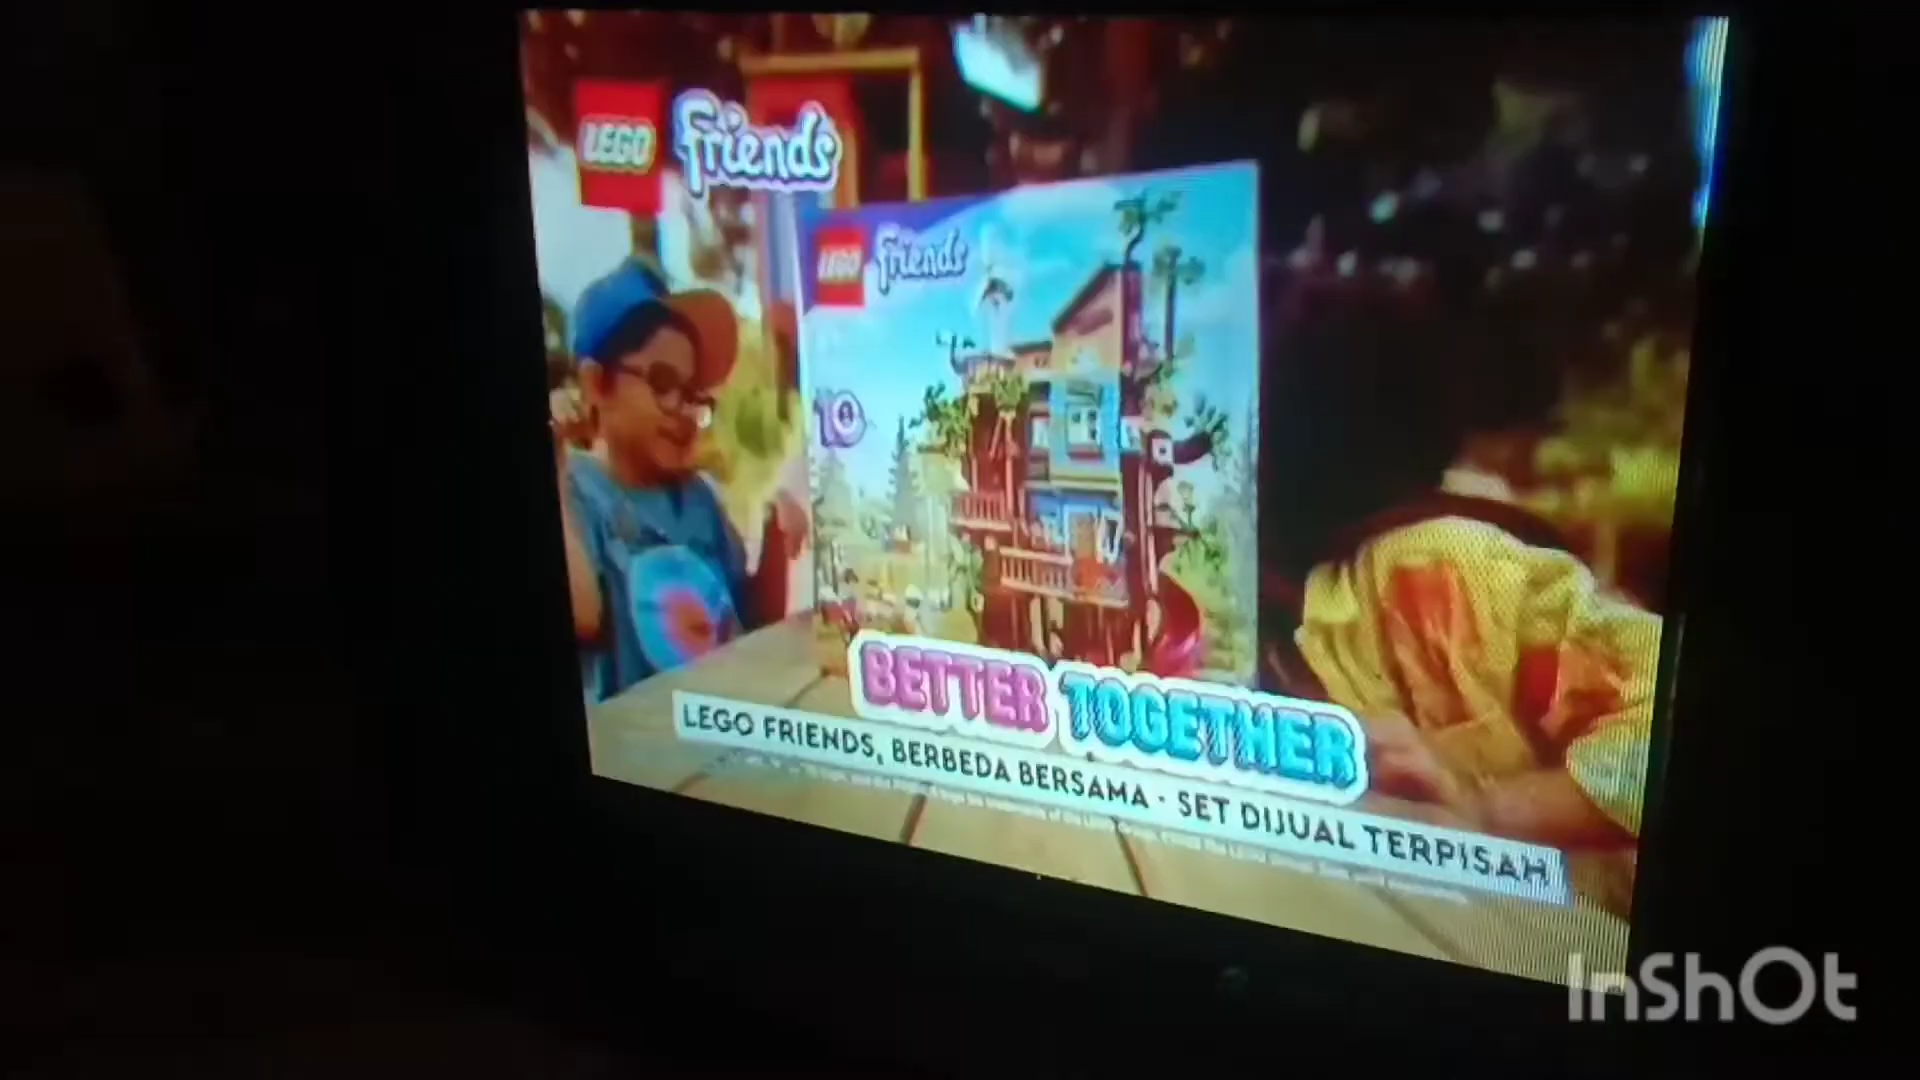 LEGO friends
LEGO friends
10
BETTER TOGETHER
LEGO FRIENDS, BERBEDA BERSAMA · SET DIJUAL TERPISAH
InShOt